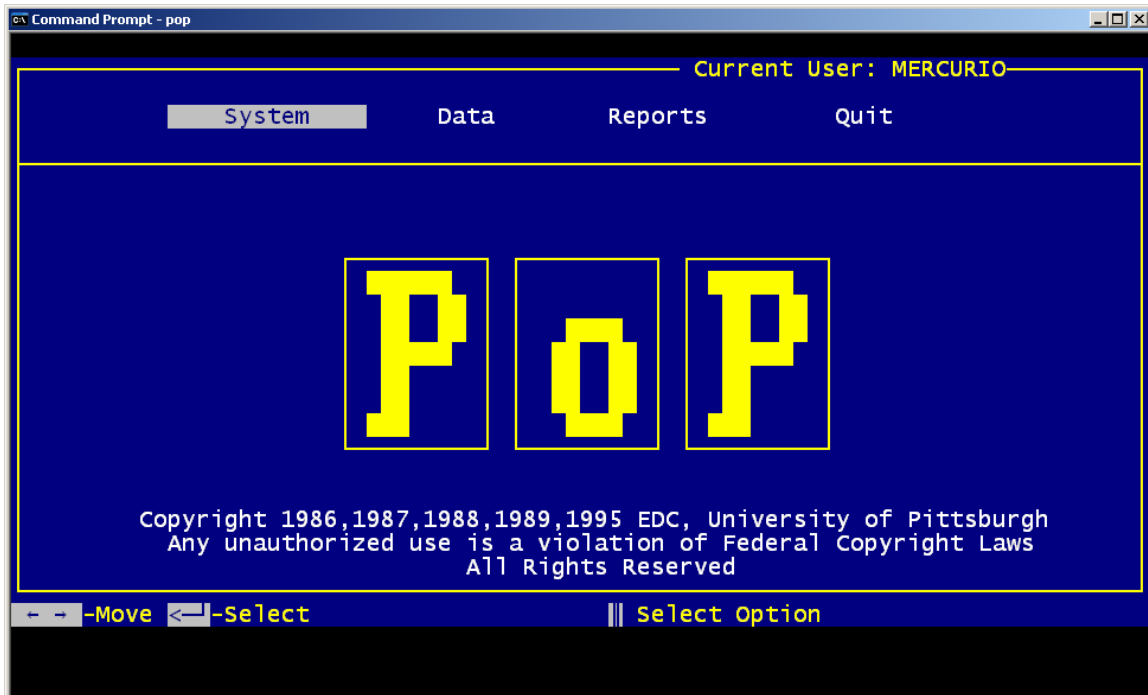 Command Prompt - pop
Current User: MERCURIO
System Data Reports Quit
PoP
Copyright 1986,1987,1988,1989,1995 EDC, University of Pittsburgh
Any unauthorized use is a violation of Federal Copyright Laws
All Rights Reserved
← → -Move <─┘-Select ║ Select Option